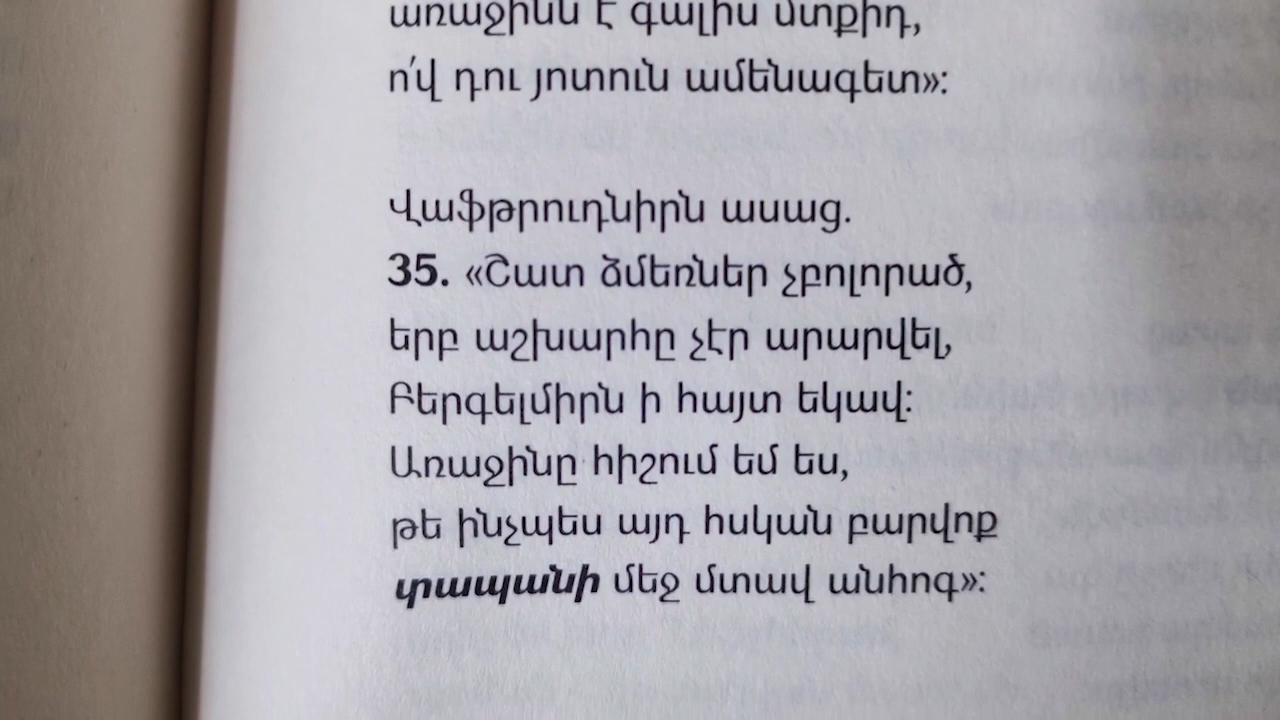 առաջինն է գալիս մտքիդ,
ո՛վ դու յոտուն ամենագետ»:
Վաֆթրուդնիրն ասաց.
35. «Շատ ձմեռներ չբոլորած,
երբ աշխարհը չէր արարվել,
Բերգելմիրն ի հայտ եկավ:
Առաջինը հիշում եմ ես,
թե ինչպես այդ հսկան բարվոք
տապանի մեջ մտավ անհոգ»: